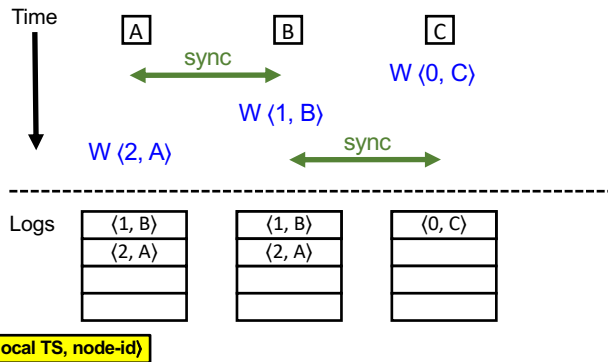 Time
A B C
sync
W ⟨0, C⟩
W ⟨1, B⟩
W ⟨2, A⟩
sync
Logs
⟨1, B⟩ ⟨1, B⟩ ⟨0, C⟩
⟨2, A⟩ ⟨2, A⟩
ocal TS, node-id⟩